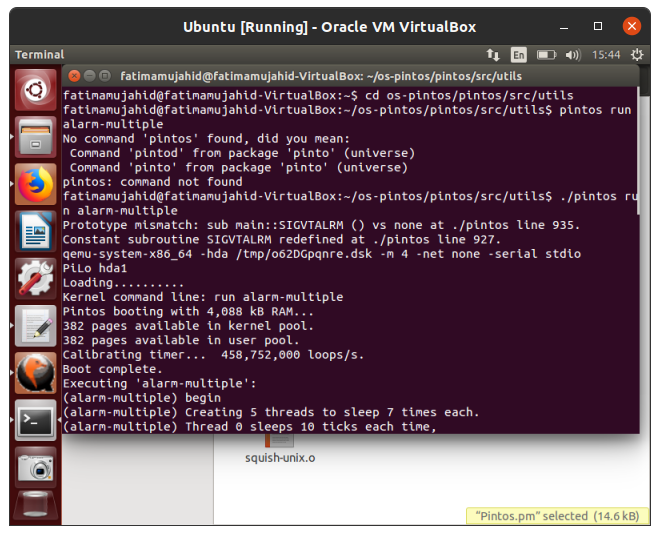 Ubuntu [Running] - Oracle VM VirtualBox
Terminal
En
15:44
fatimamujahid@fatimamujahid-VirtualBox: ~/os-pintos/pintos/src/utils
fatimamujahid@fatimamujahid-VirtualBox:~$ cd os-pintos/pintos/src/utils
fatimamujahid@fatimamujahid-VirtualBox:~/os-pintos/pintos/src/utils$ pintos run
alarm-multiple
No command 'pintos' found, did you mean:
Command 'pintod' from package 'pinto' (universe)
Command 'pinto' from package 'pinto' (universe)
pintos: command not found
fatimamujahid@fatimamujahid-VirtualBox:~/os-pintos/pintos/src/utils$ ./pintos ru
n alarm-multiple
Prototype mismatch: sub main::SIGVTALRM () vs none at ./pintos line 935.
Constant subroutine SIGVTALRM redefined at ./pintos line 927.
qemu-system-x86_64 -hda /tmp/o62DGpqnre.dsk -m 4 -net none -serial stdio
PiLo hda1
Loading..........
Kernel command line: run alarm-multiple
Pintos booting with 4,088 kB RAM...
382 pages available in kernel pool.
382 pages available in user pool.
Calibrating timer...  458,752,000 loops/s.
Boot complete.
Executing 'alarm-multiple':
(alarm-multiple) begin
(alarm-multiple) Creating 5 threads to sleep 7 times each.
(alarm-multiple) Thread 0 sleeps 10 ticks each time,
squish-unix.o
"Pintos.pm" selected (14.6 kB)